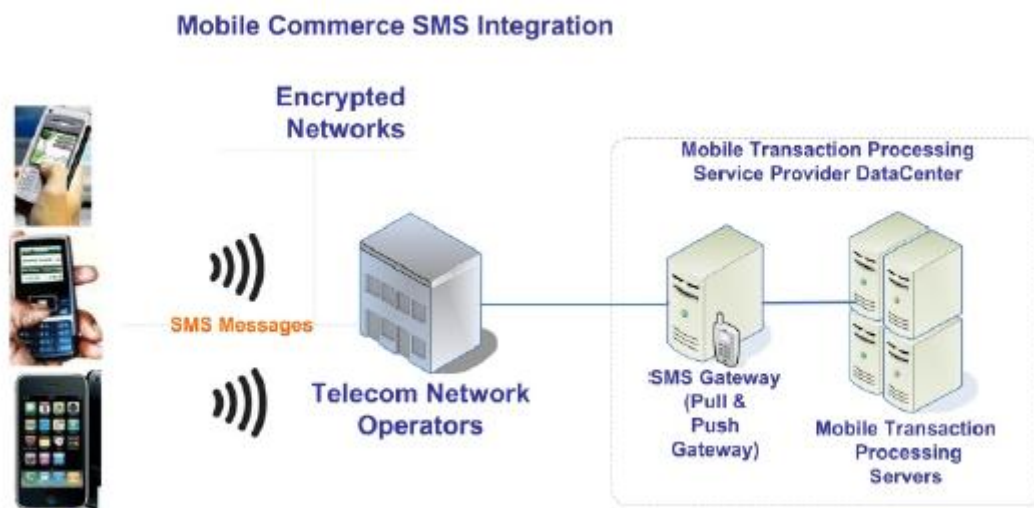 Mobile Commerce SMS Integration
Encrypted
Networks
Mobile Transaction Processing
Service Provider DataCenter
SMS Messages
Telecom Network
Operators
:SMS Gateway
(Pull &
Push
Gateway)
Mobile Transaction
Processing
Servers